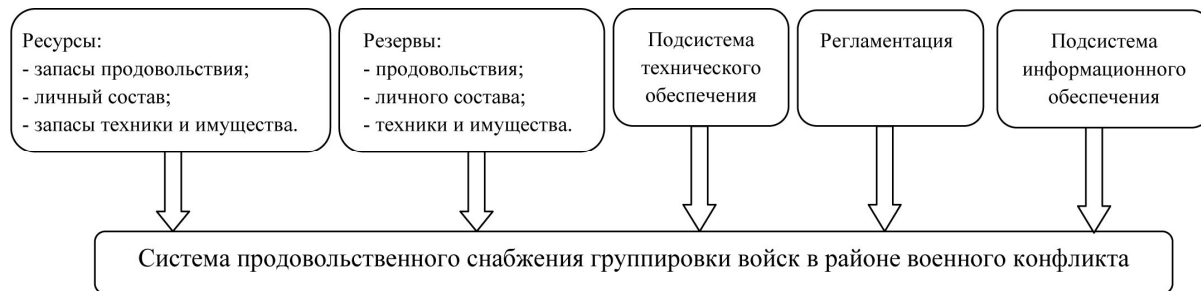 Ресурсы:
- запасы продовольствия;
- личный состав;
- запасы техники и имущества.
Резервы:
- продовольствия;
- личного состава;
- техники и имущества.
Подсистема
технического
обеспечения
Регламентация
Подсистема
информационного
обеспечения
Система продовольственного снабжения группировки войск в районе военного конфликта